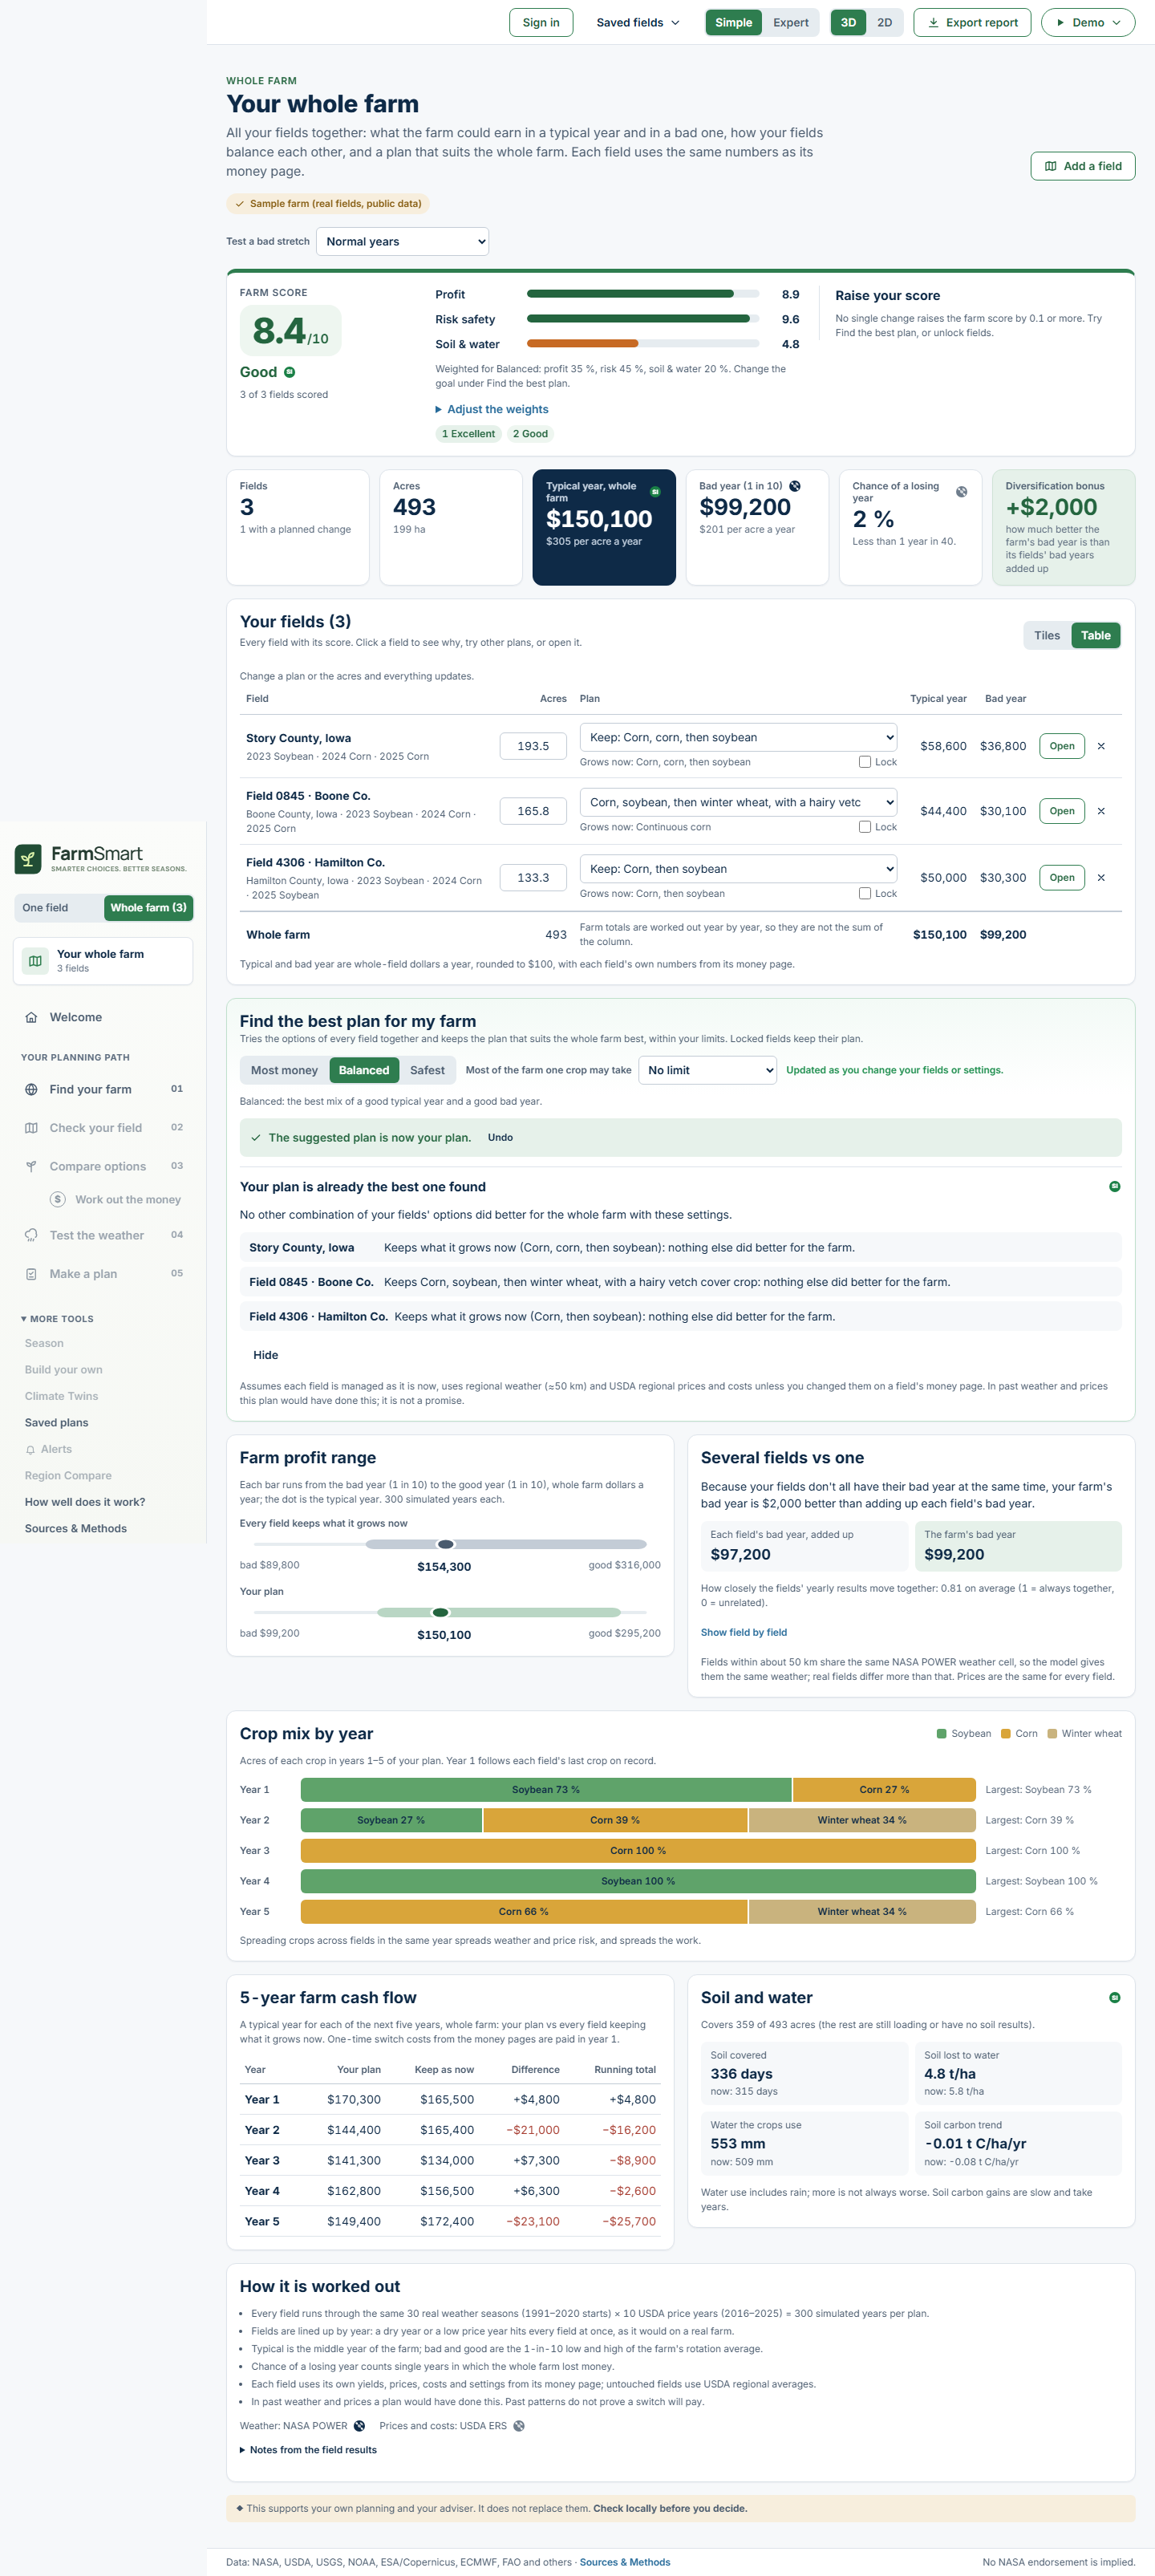 Sign in
Saved fields
Simple
Expert
3D
2D
Export report
Demo
WHOLE FARM
Your whole farm
All your fields together: what the farm could earn in a typical year and in a bad one, how your fields
balance each other, and a plan that suits the whole farm. Each field uses the same numbers as its
money page.
Add a field
Sample farm (real fields, public data)
Test a bad stretch
Normal years
FARM SCORE
8.4/10
Good
3 of 3 fields scored
Profit 8.9
Risk safety 9.6
Soil & water 4.8
Weighted for Balanced: profit 35 %, risk 45 %, soil & water 20 %. Change the
goal under Find the best plan.
Adjust the weights
1 Excellent
2 Good
Raise your score
No single change raises the farm score by 0.1 or more. Try
Find the best plan, or unlock fields.
Fields
3
1 with a planned change
Acres
493
199 ha
Typical year, whole
farm
$150,100
$305 per acre a year
Bad year (1 in 10)
$99,200
$201 per acre a year
Chance of a losing
year
2 %
Less than 1 year in 40.
Diversification bonus
+$2,000
how much better the
farm's bad year is than
its fields' bad years
added up
Your fields (3)
Every field with its score. Click a field to see why, try other plans, or open it.
Tiles
Table
Change a plan or the acres and everything updates.
Field Acres Plan Typical year Bad year
Story County, Iowa
2023 Soybean · 2024 Corn · 2025 Corn
193.5
Keep: Corn, corn, then soybean
Grows now: Corn, corn, then soybean
Lock
$58,600 $36,800 Open ×
Field 0845 · Boone Co.
Boone County, Iowa · 2023 Soybean · 2024 Corn ·
2025 Corn
165.8
Corn, soybean, then winter wheat, with a hairy vetc
Grows now: Continuous corn
Lock
$44,400 $30,100 Open ×
Field 4306 · Hamilton Co.
Hamilton County, Iowa · 2023 Soybean · 2024 Corn
· 2025 Soybean
133.3
Keep: Corn, then soybean
Grows now: Corn, then soybean
Lock
$50,000 $30,300 Open ×
Whole farm 493
Farm totals are worked out year by year, so they are not the sum of
the column.
$150,100 $99,200
Typical and bad year are whole-field dollars a year, rounded to $100, with each field's own numbers from its money page.
FarmSmart
SMARTER CHOICES. BETTER SEASONS.
One field
Whole farm (3)
Your whole farm
3 fields
Welcome
YOUR PLANNING PATH
Find your farm 01
Check your field 02
Compare options 03
$ Work out the money
Test the weather 04
Make a plan 05
MORE TOOLS
Season
Build your own
Climate Twins
Saved plans
Alerts
Region Compare
How well does it work?
Sources & Methods
Find the best plan for my farm
Tries the options of every field together and keeps the plan that suits the whole farm best, within your limits. Locked fields keep their plan.
Most money
Balanced
Safest
Most of the farm one crop may take
No limit
Updated as you change your fields or settings.
Balanced: the best mix of a good typical year and a good bad year.
The suggested plan is now your plan.
Undo
Your plan is already the best one found
No other combination of your fields' options did better for the whole farm with these settings.
Story County, Iowa Keeps what it grows now (Corn, corn, then soybean): nothing else did better for the farm.
Field 0845 · Boone Co. Keeps Corn, soybean, then winter wheat, with a hairy vetch cover crop: nothing else did better for the farm.
Field 4306 · Hamilton Co. Keeps what it grows now (Corn, then soybean): nothing else did better for the farm.
Hide
Assumes each field is managed as it is now, uses regional weather (≈50 km) and USDA regional prices and costs unless you changed them on a field's money page. In past weather and prices
this plan would have done this; it is not a promise.
Farm profit range
Each bar runs from the bad year (1 in 10) to the good year (1 in 10), whole farm dollars a
year; the dot is the typical year. 300 simulated years each.
Every field keeps what it grows now
bad $89,800 $154,300 good $316,000
Your plan
bad $99,200 $150,100 good $295,200
Several fields vs one
Because your fields don't all have their bad year at the same time, your farm's
bad year is $2,000 better than adding up each field's bad year.
Each field's bad year, added up
$97,200
The farm's bad year
$99,200
How closely the fields' yearly results move together: 0.81 on average (1 = always together,
0 = unrelated).
Show field by field
Fields within about 50 km share the same NASA POWER weather cell, so the model gives
them the same weather; real fields differ more than that. Prices are the same for every field.
Crop mix by year
Soybean Corn Winter wheat
Acres of each crop in years 1–5 of your plan. Year 1 follows each field's last crop on record.
Year 1 Soybean 73 % Corn 27 % Largest: Soybean 73 %
Year 2 Soybean 27 % Corn 39 % Winter wheat 34 % Largest: Corn 39 %
Year 3 Corn 100 % Largest: Corn 100 %
Year 4 Soybean 100 % Largest: Soybean 100 %
Year 5 Corn 66 % Winter wheat 34 % Largest: Corn 66 %
Spreading crops across fields in the same year spreads weather and price risk, and spreads the work.
5-year farm cash flow
A typical year for each of the next five years, whole farm: your plan vs every field keeping
what it grows now. One-time switch costs from the money pages are paid in year 1.
Year Your plan Keep as now Difference Running total
Year 1 $170,300 $165,500 +$4,800 +$4,800
Year 2 $144,400 $165,400 −$21,000 −$16,200
Year 3 $141,300 $134,000 +$7,300 −$8,900
Year 4 $162,800 $156,500 +$6,300 −$2,600
Year 5 $149,400 $172,400 −$23,100 −$25,700
Soil and water
Covers 359 of 493 acres (the rest are still loading or have no soil results).
Soil covered
336 days
now: 315 days
Soil lost to water
4.8 t/ha
now: 5.8 t/ha
Water the crops use
553 mm
now: 509 mm
Soil carbon trend
-0.01 t C/ha/yr
now: -0.08 t C/ha/yr
Water use includes rain; more is not always worse. Soil carbon gains are slow and take
years.
How it is worked out
• Every field runs through the same 30 real weather seasons (1991–2020 starts) × 10 USDA price years (2016–2025) = 300 simulated years per plan.
• Fields are lined up by year: a dry year or a low price year hits every field at once, as it would on a real farm.
• Typical is the middle year of the farm; bad and good are the 1-in-10 low and high of the farm's rotation average.
• Chance of a losing year counts single years in which the whole farm lost money.
• Each field uses its own yields, prices, costs and settings from its money page; untouched fields use USDA regional averages.
• In past weather and prices a plan would have done this. Past patterns do not prove a switch will pay.
Weather: NASA POWER Prices and costs: USDA ERS
Notes from the field results
This supports your own planning and your adviser. It does not replace them. Check locally before you decide.
Data: NASA, USDA, USGS, NOAA, ESA/Copernicus, ECMWF, FAO and others · Sources & Methods
No NASA endorsement is implied.